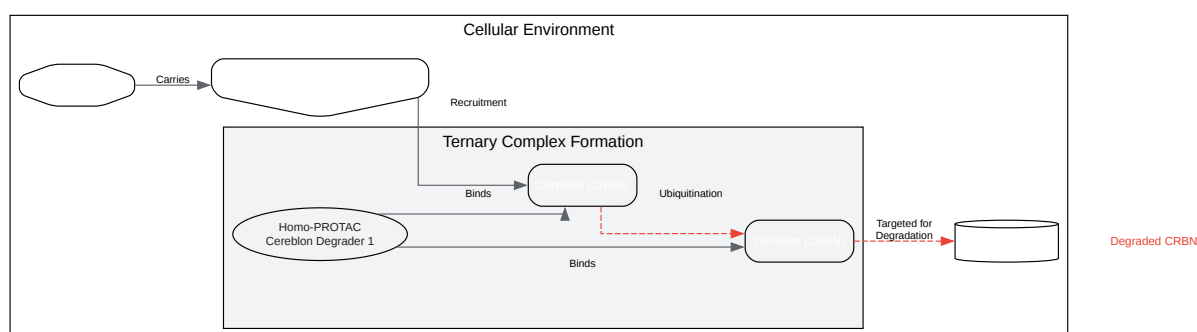 Cellular Environment
Carries
Recruitment
Ternary Complex Formation
Cereblon (CRBN)
Binds
Ubiquitination
Homo-PROTAC
Cereblon Degrader 1
Cereblon (CRBN)
Binds
Targeted for
Degradation
Degraded CRBN